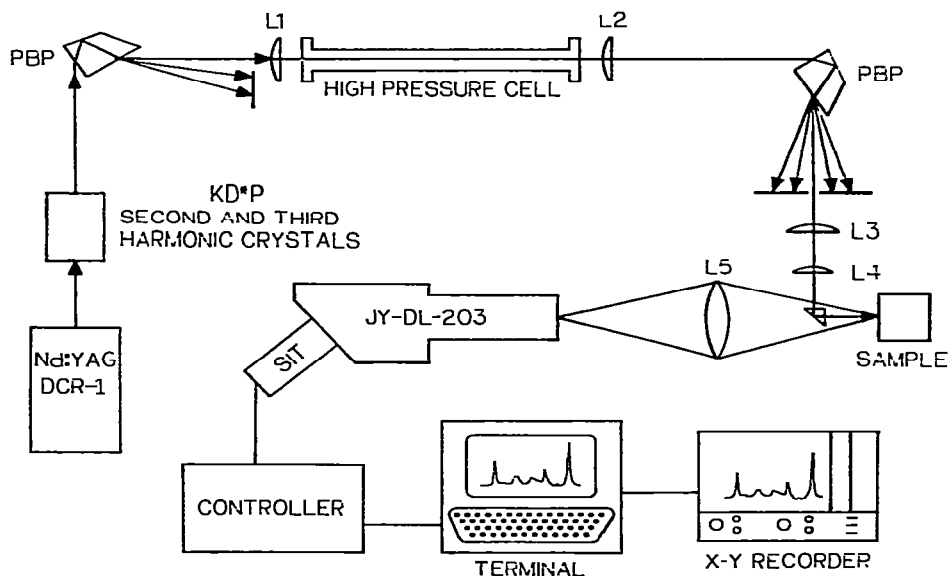 L1
L2
PBP
HIGH PRESSURE CELL
PBP
KD*P
SECOND AND THIRD
HARMONIC CRYSTALS
L3
L4
L5
JY-DL-203
SIT
SAMPLE
Nd:YAG
DCR-1
CONTROLLER
TERMINAL
X-Y RECORDER